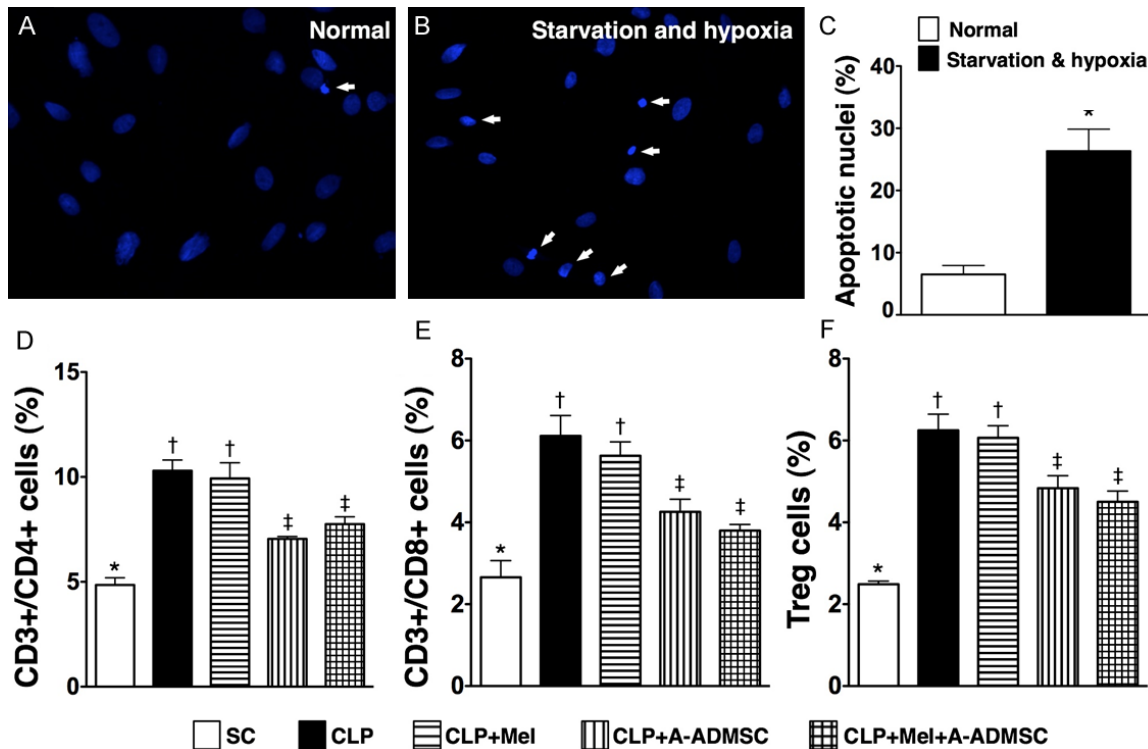 A
Normal
B
Starvation and hypoxia
C
Normal
Starvation & hypoxia
Apoptotic nuclei (%)
40
30
20
10
0
*
D
CD3+/CD4+ cells (%)
15
10
5
0
*
†
†
‡
‡
E
CD3+/CD8+ cells (%)
8
6
4
2
0
*
†
†
‡
‡
F
Treg cells (%)
8
6
4
2
0
*
†
†
‡
‡
SC CLP CLP+Mel CLP+A-ADMSC CLP+Mel+A-ADMSC